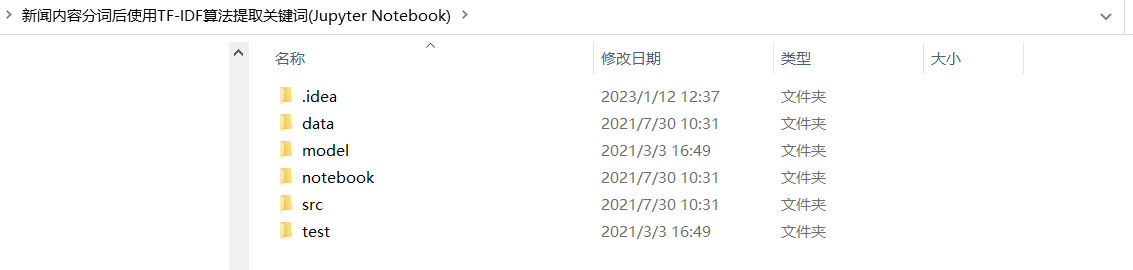 新闻内容分词后使用TF-IDF算法提取关键词(Jupyter Notebook)
名称 修改日期 类型 大小
.idea 2023/1/12 12:37 文件夹
data 2021/7/30 10:31 文件夹
model 2021/3/3 16:49 文件夹
notebook 2021/7/30 10:31 文件夹
src 2021/7/30 10:31 文件夹
test 2021/3/3 16:49 文件夹